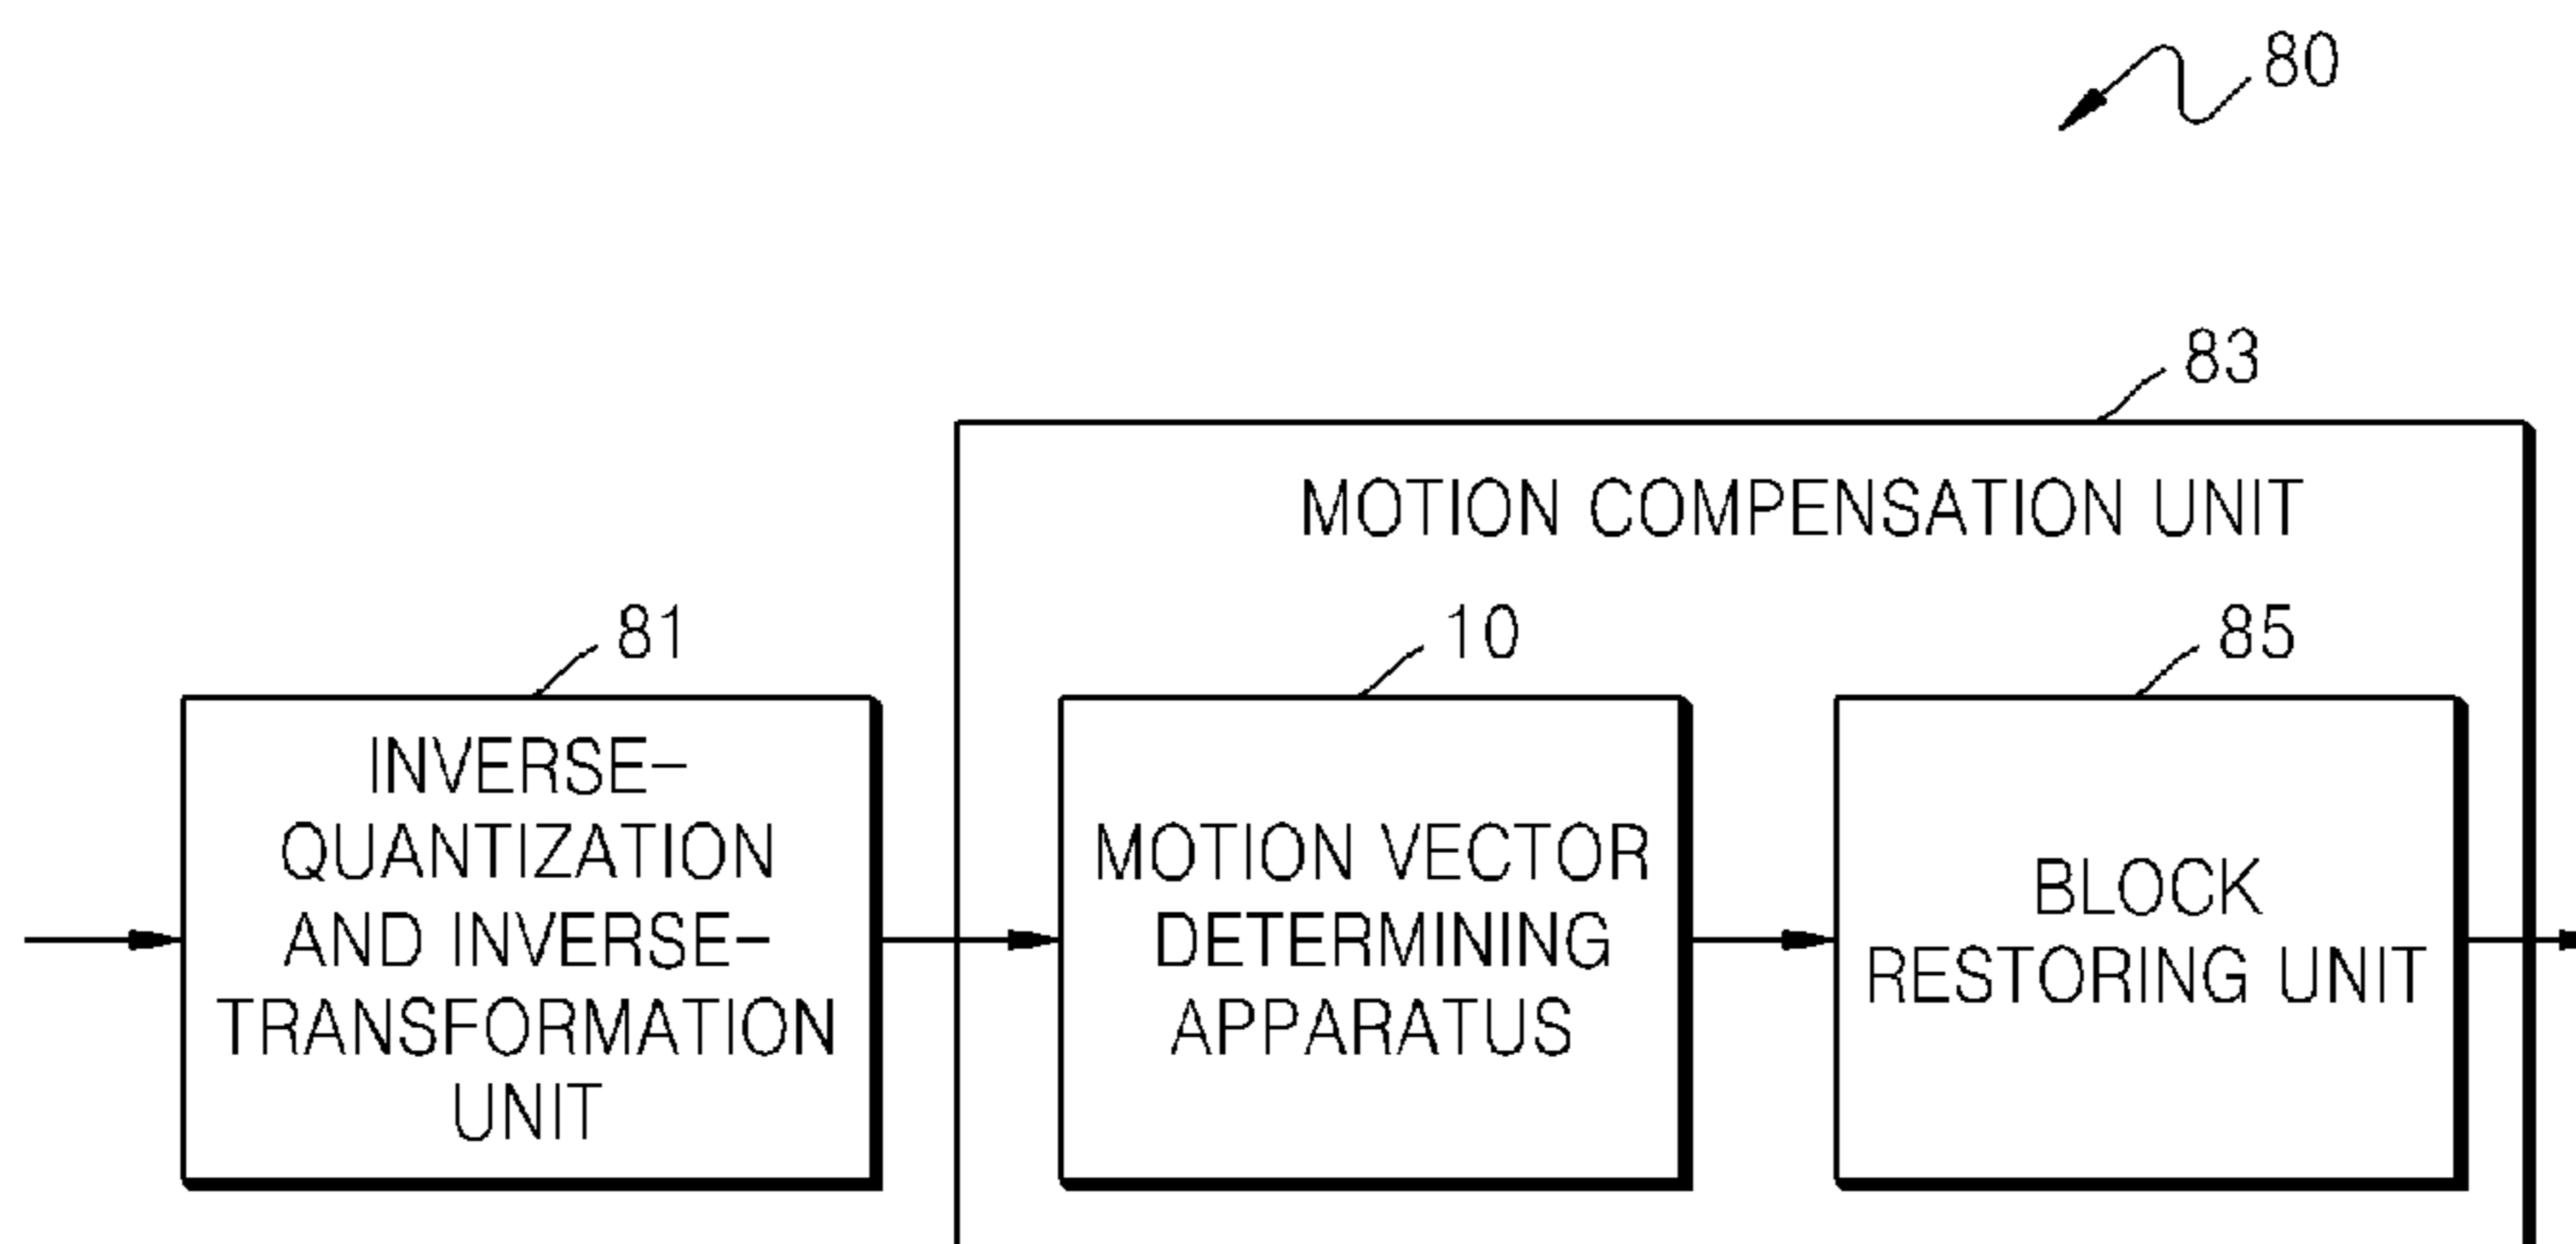 80
83
MOTION COMPENSATION UNIT
81
10
85
INVERSE-
QUANTIZATION
AND INVERSE-
TRANSFORMATION
UNIT
MOTION VECTOR
DETERMINING
APPARATUS
BLOCK
RESTORING UNIT